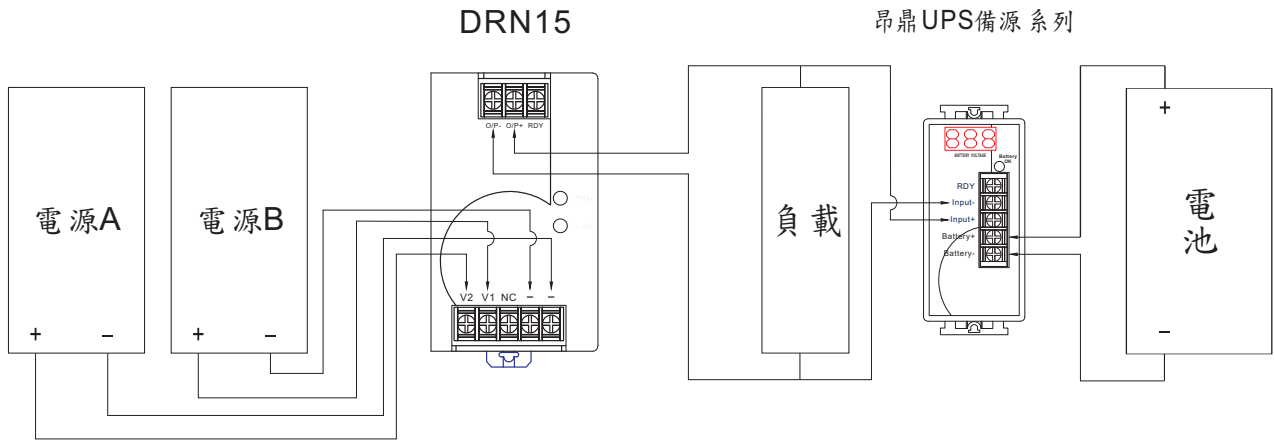 DRN15
昂鼎UPS備源系列
電源A
電源B
+ −
+ −
O/P- O/P+ RDY
V2 V1 NC − −
負載
BATTERY VOLTAGE
Battery OK
RDY
Input-
Input+
Battery+
Battery-
+
電池
−